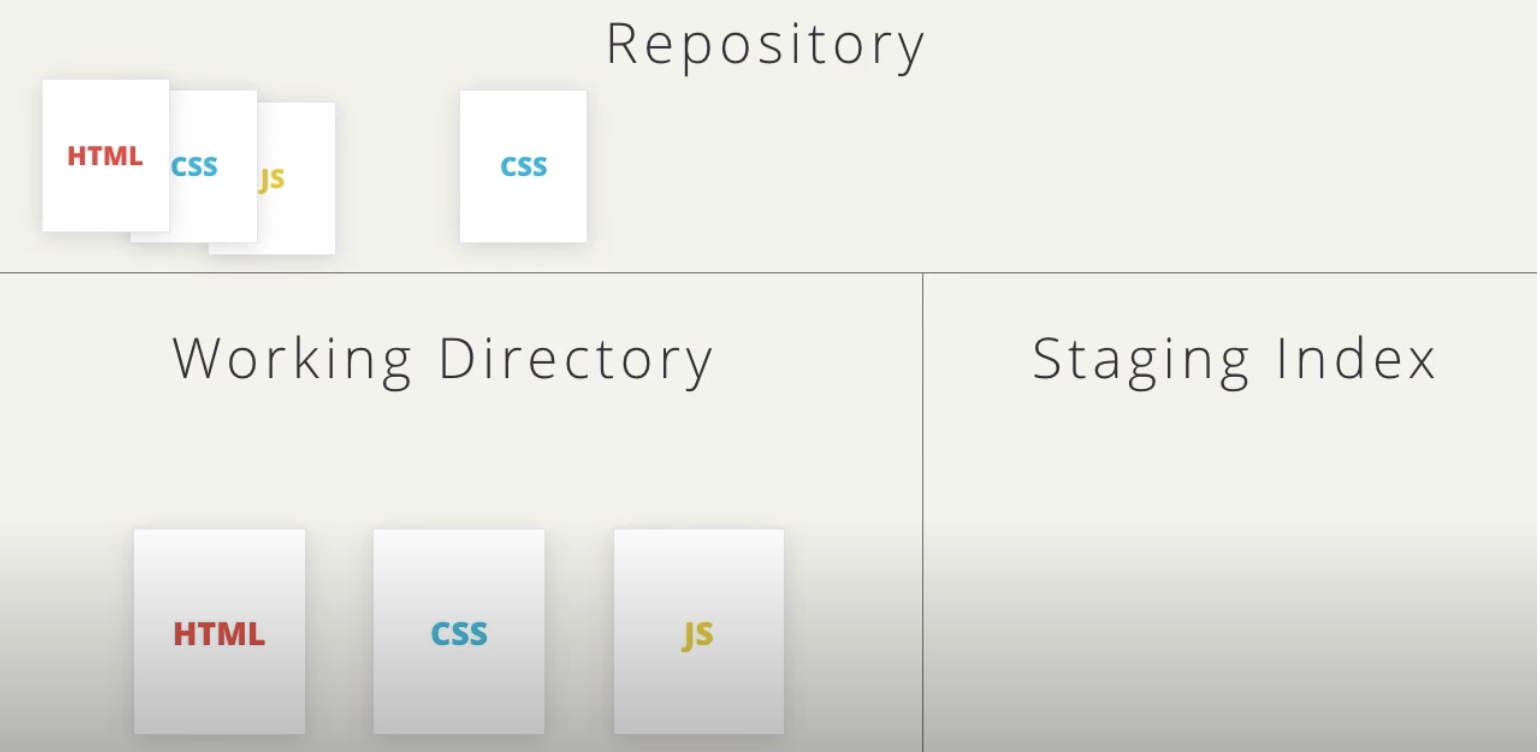 Repository
HTML
CSS
JS
CSS
Working Directory
Staging Index
HTML
CSS
JS